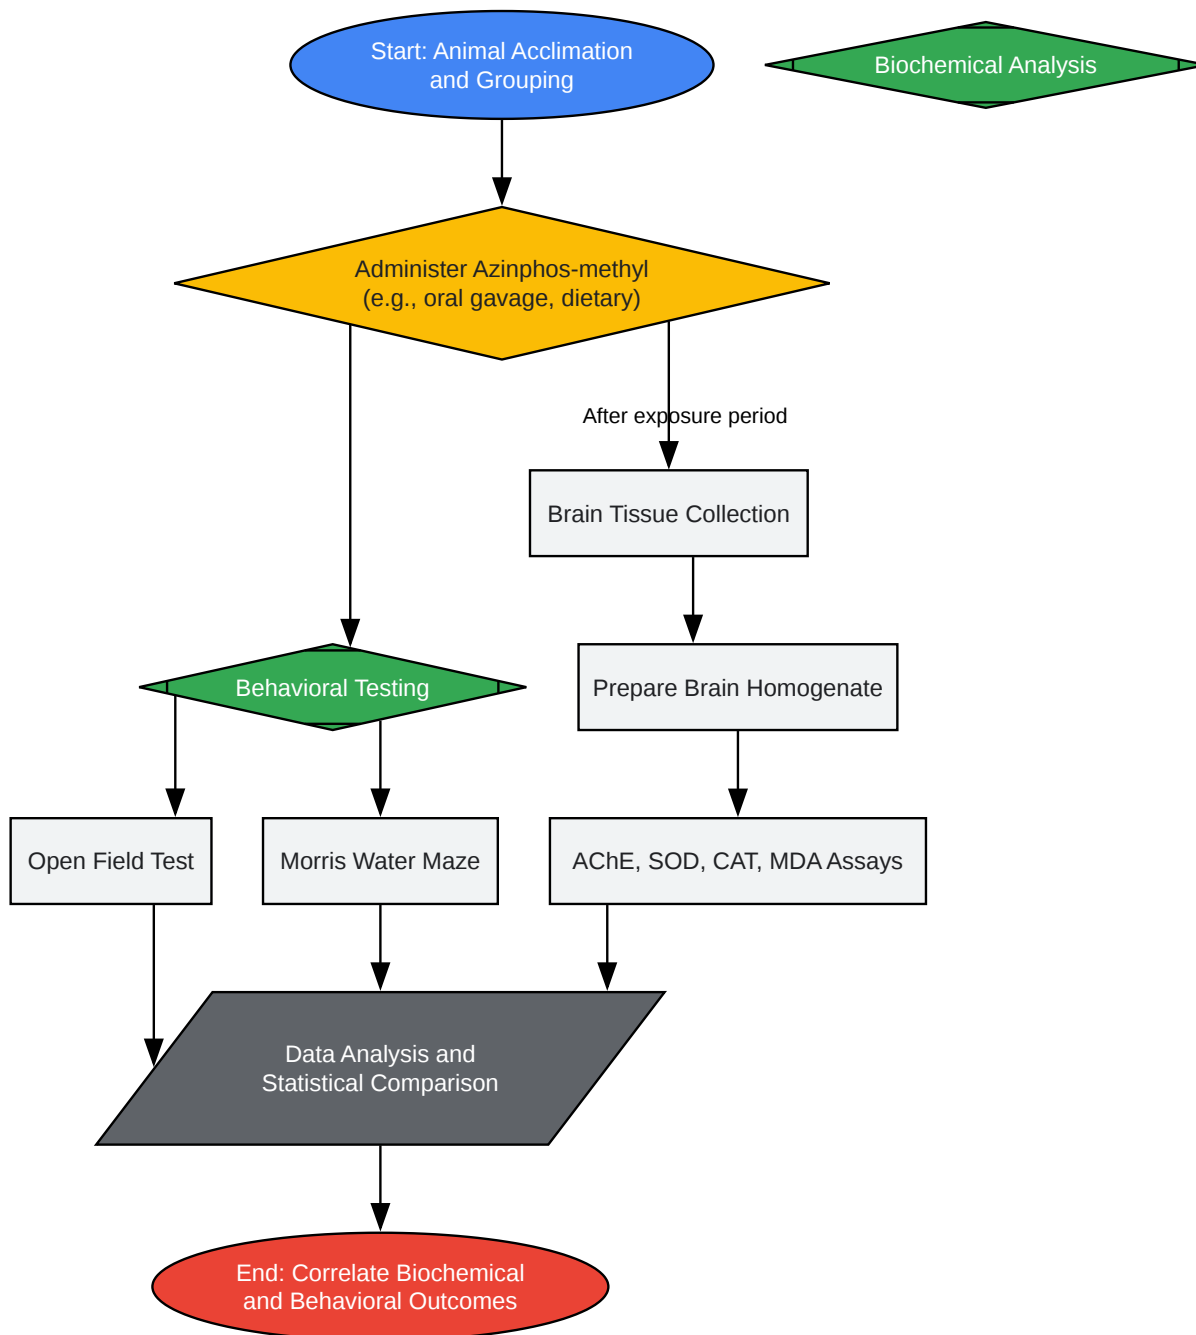 Start: Animal Acclimation
and Grouping
Biochemical Analysis
Administer Azinphos-methyl
(e.g., oral gavage, dietary)
After exposure period
Brain Tissue Collection
Behavioral Testing
Prepare Brain Homogenate
Open Field Test
Morris Water Maze
AChE, SOD, CAT, MDA Assays
Data Analysis and
Statistical Comparison
End: Correlate Biochemical
and Behavioral Outcomes